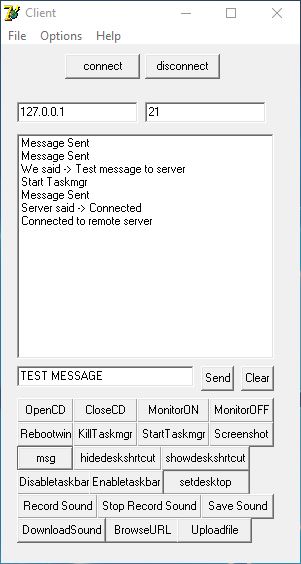 Client
File Options Help
connect disconnect
127.0.0.1 21
Message Sent
Message Sent
We said -> Test message to server
Start Taskmgr
Message Sent
Server said -> Connected
Connected to remote server
TEST MESSAGE Send Clear
OpenCD CloseCD MonitorON MonitorOFF
Rebootwin KillTaskmgr StartTaskmgr Screenshot
msg hidedeskshrtcut showdeskshrtcut
Disabletaskbar Enabletaskbar setdesktop
Record Sound Stop Record Sound Save Sound
DownloadSound BrowseURL Uploadfile